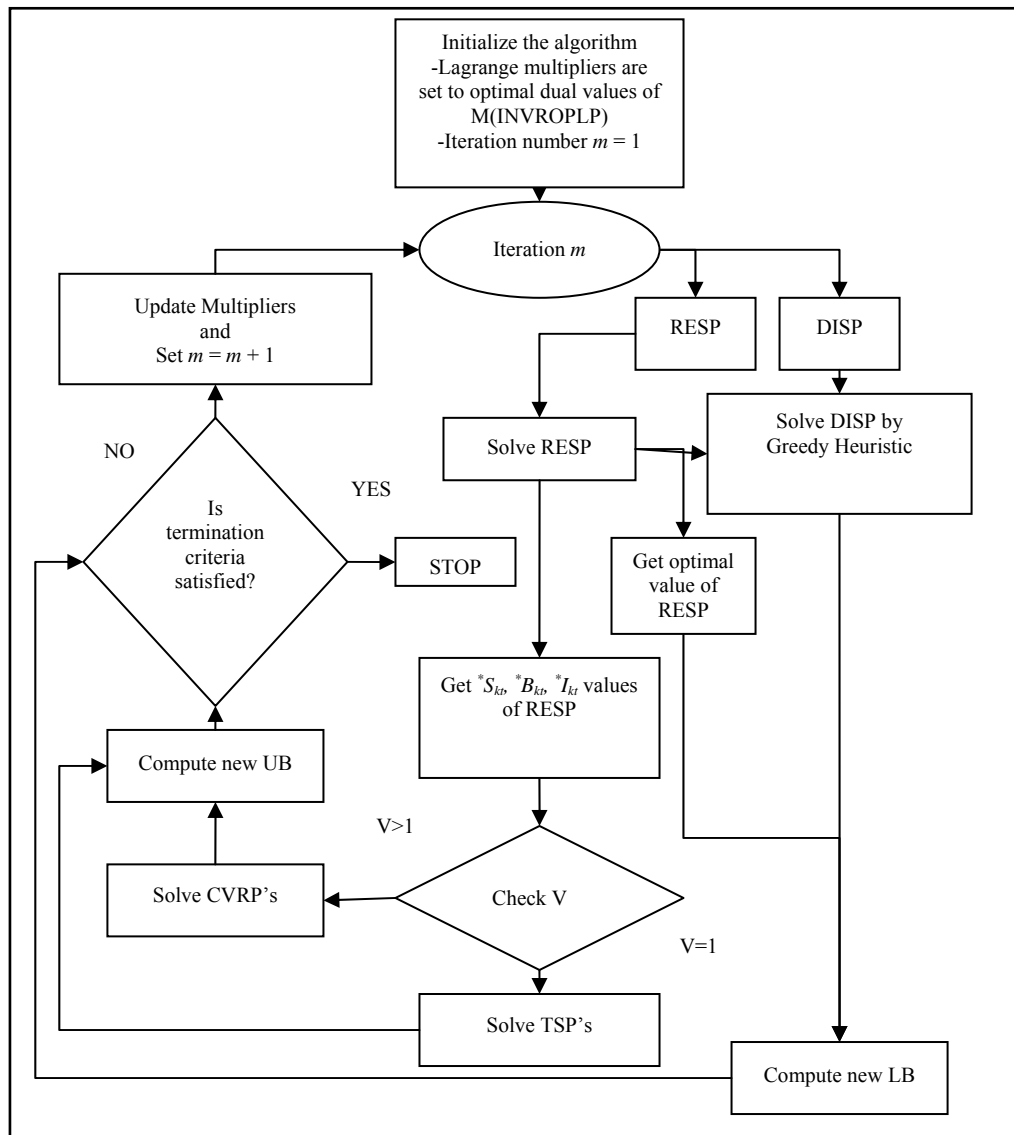 Initialize the algorithm
-Lagrange multipliers are
set to optimal dual values of
M(INVROPLP)
-Iteration number m = 1
Iteration m
Update Multipliers
and
Set m = m + 1
RESP
DISP
Solve RESP
Solve DISP by
Greedy Heuristic
NO
YES
Is
termination
criteria
satisfied?
STOP
Get optimal
value of
RESP
Get *Skt, *Bkt, *Ikt values
of RESP
Compute new UB
V>1
Solve CVRP’s
Check V
V=1
Solve TSP’s
Compute new LB